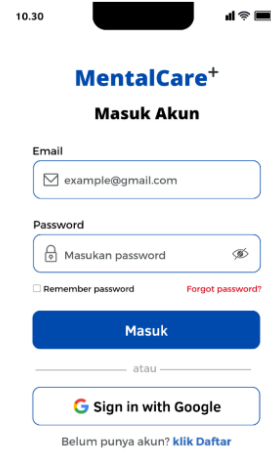 10.30
MentalCare+
Masuk Akun
Email
example@gmail.com
Password
Masukan password
Remember password Forgot password?
Masuk
atau
Sign in with Google
Belum punya akun? klik Daftar